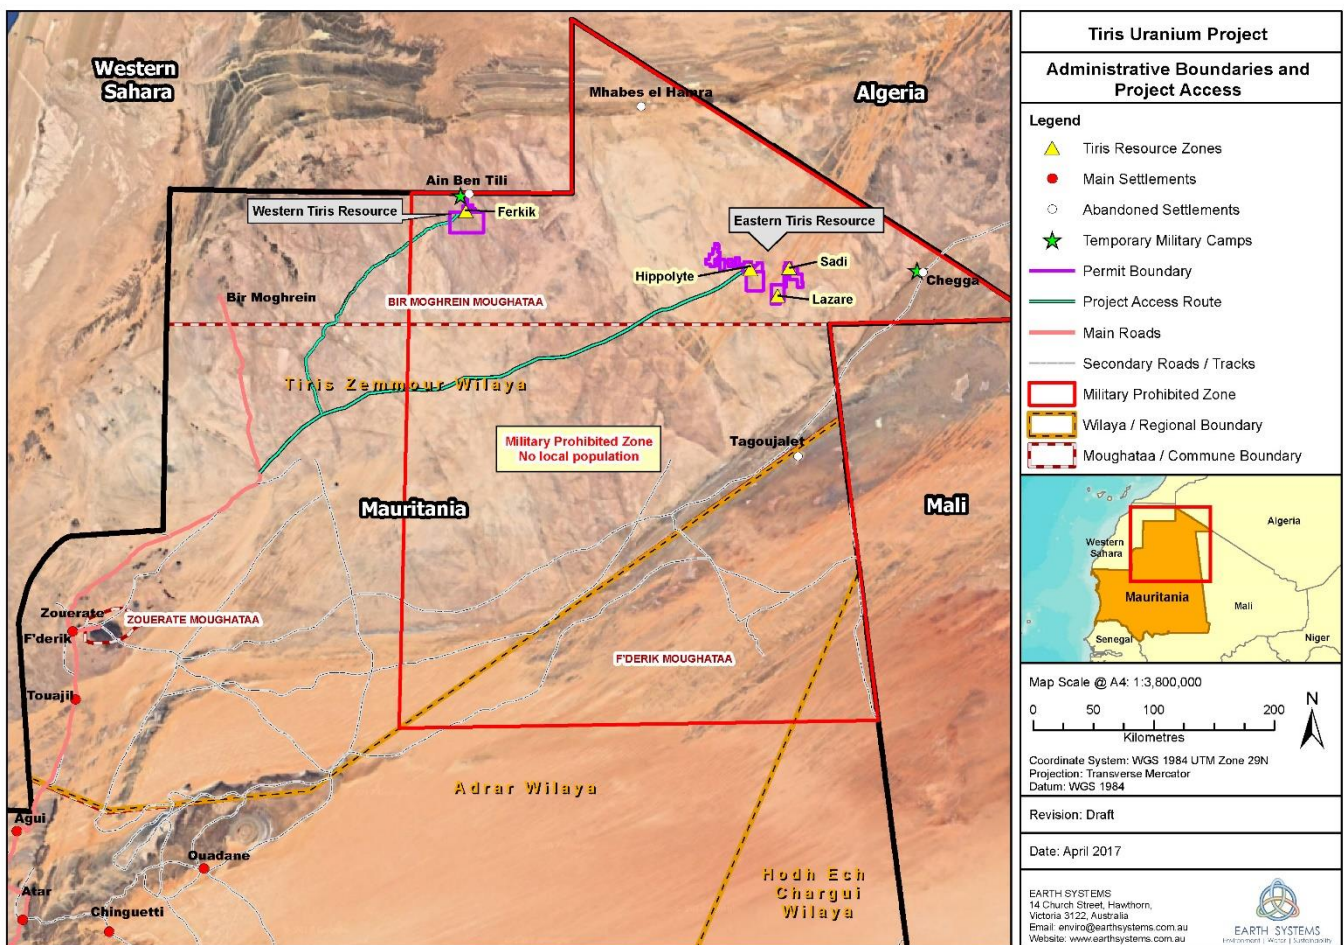 Western
Sahara
Mhabes el Hamra
Algeria
Ain Ben Tili
Western Tiris Resource
Ferkik
Eastern Tiris Resource
Hippolyte
Sadi
Lazare
Chegga
Bir Moghrein
BIR MOGHREIN MOUGHATAA
Tiris Zemmour Wilaya
Military Prohibited Zone
No local population
Tagoujalet
Mauritania
Mali
Zouerate
ZOUERATE MOUGHATAA
F'derik
F'DERIK MOUGHATAA
Touajil
Adrar Wilaya
Agui
Ouadane
Atar
Chinguetti
Hodh Ech
Chargui
Wilaya
Tiris Uranium Project
Administrative Boundaries and
Project Access
Legend
Tiris Resource Zones
Main Settlements
Abandoned Settlements
Temporary Military Camps
Permit Boundary
Project Access Route
Main Roads
Secondary Roads / Tracks
Military Prohibited Zone
Wilaya / Regional Boundary
Moughataa / Commune Boundary
Western
Sahara
Algeria
Mauritania
Mali
Senegal
Niger
Map Scale @ A4: 1:3,800,000
0 50 100 200
Kilometres
N
Coordinate System: WGS 1984 UTM Zone 29N
Projection: Transverse Mercator
Datum: WGS 1984
Revision: Draft
Date: April 2017
EARTH SYSTEMS
14 Church Street, Hawthorn,
Victoria 3122, Australia
Email: enviro@earthsystems.com.au
Website: www.earthsystems.com.au
EARTH SYSTEMS
Environment | Water | Sustainability